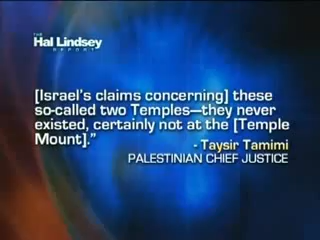 THE
Hal Lindsey
REPORT
[Israel's claims concerning] these
so-called two Temples—they never
existed, certainly not at the [Temple
Mount]."
- Taysir Tamimi
PALESTINIAN CHIEF JUSTICE